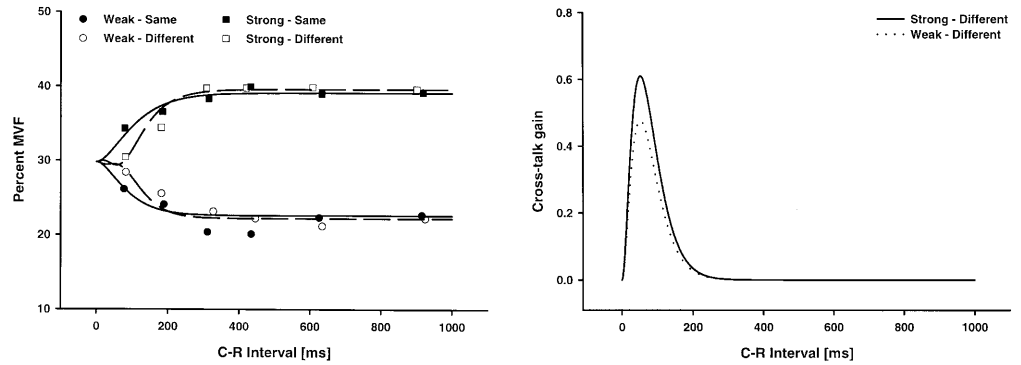 50
40
30
20
10
Percent MVF
Weak - Same
Strong - Same
Weak - Different
Strong - Different
0
200
400
600
800
1000
C-R Interval [ms]
0.8
0.6
0.4
0.2
0.0
Cross-talk gain
Strong - Different
Weak - Different
0
200
400
600
800
1000
C-R Interval [ms]